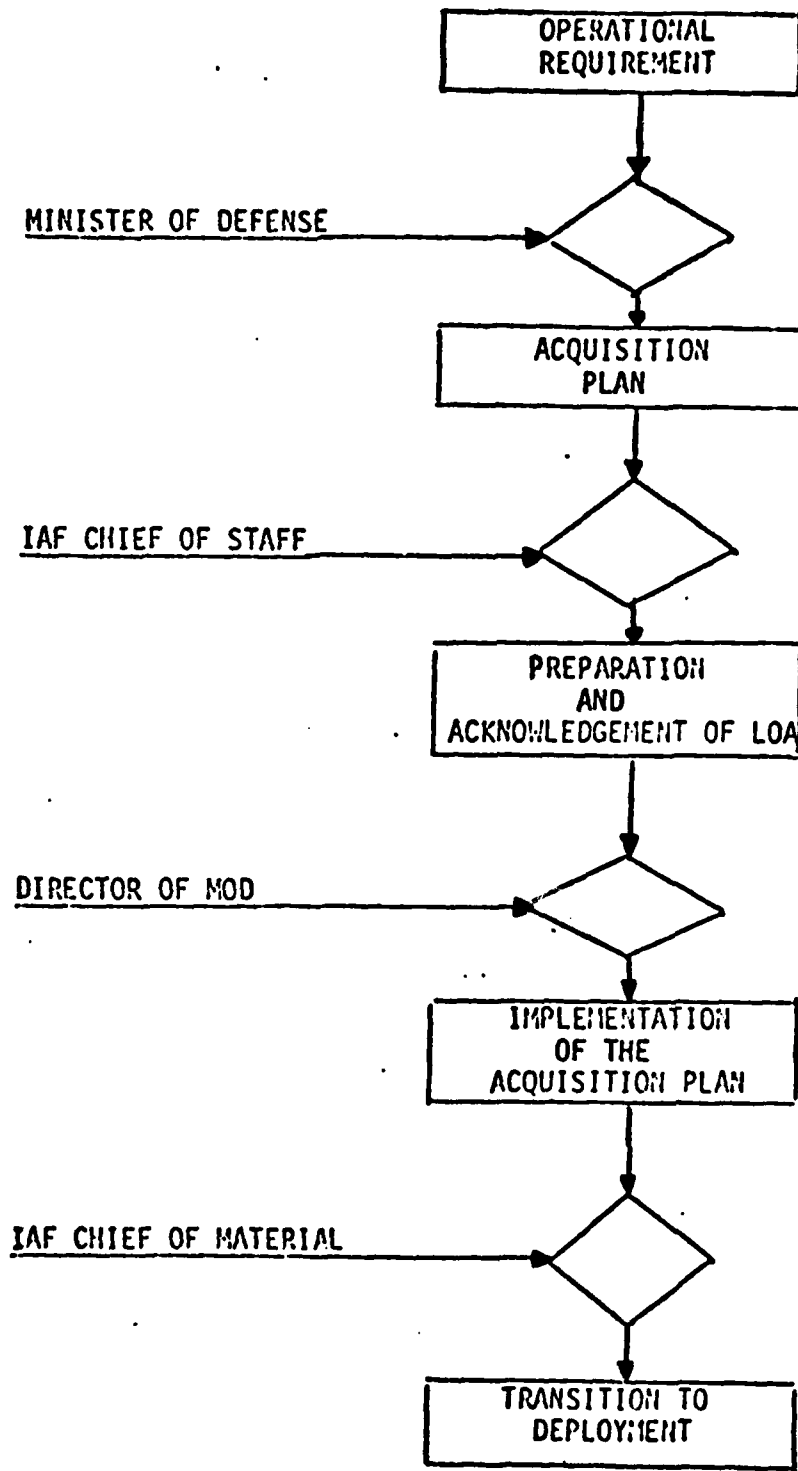 OPERATIONAL
REQUIREMENT
MINISTER OF DEFENSE
ACQUISITION
PLAN
IAF CHIEF OF STAFF
PREPARATION
AND
ACKNOWLEDGEMENT OF LOA
DIRECTOR OF MOD
IMPLEMENTATION
OF THE
ACQUISITION PLAN
IAF CHIEF OF MATERIAL
TRANSITION TO
DEPLOYMENT